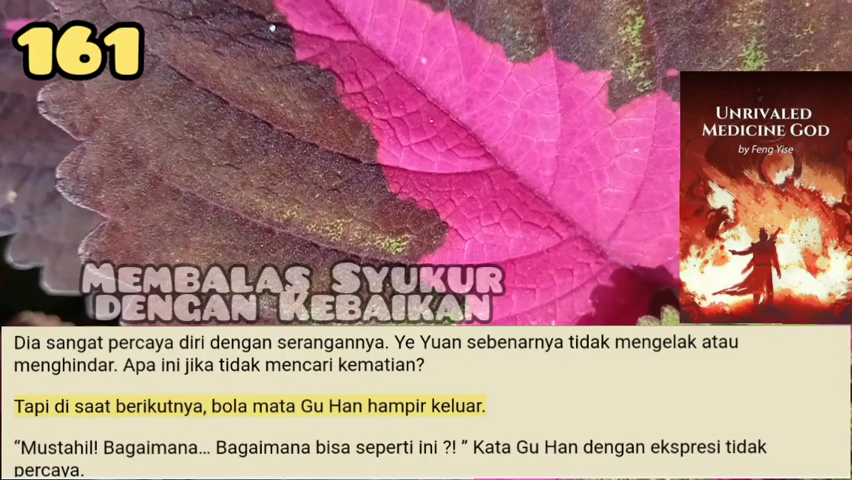 161
UNRIVALED
MEDICINE GOD
by Feng Yise
MEMBALAS SYUKUR
DENGAN KEBAIKAN
Dia sangat percaya diri dengan serangannya. Ye Yuan sebenarnya tidak mengelak atau
menghindar. Apa ini jika tidak mencari kematian?
Tapi di saat berikutnya, bola mata Gu Han hampir keluar.
“Mustahil! Bagaimana… Bagaimana bisa seperti ini ?! ” Kata Gu Han dengan ekspresi tidak
percaya.